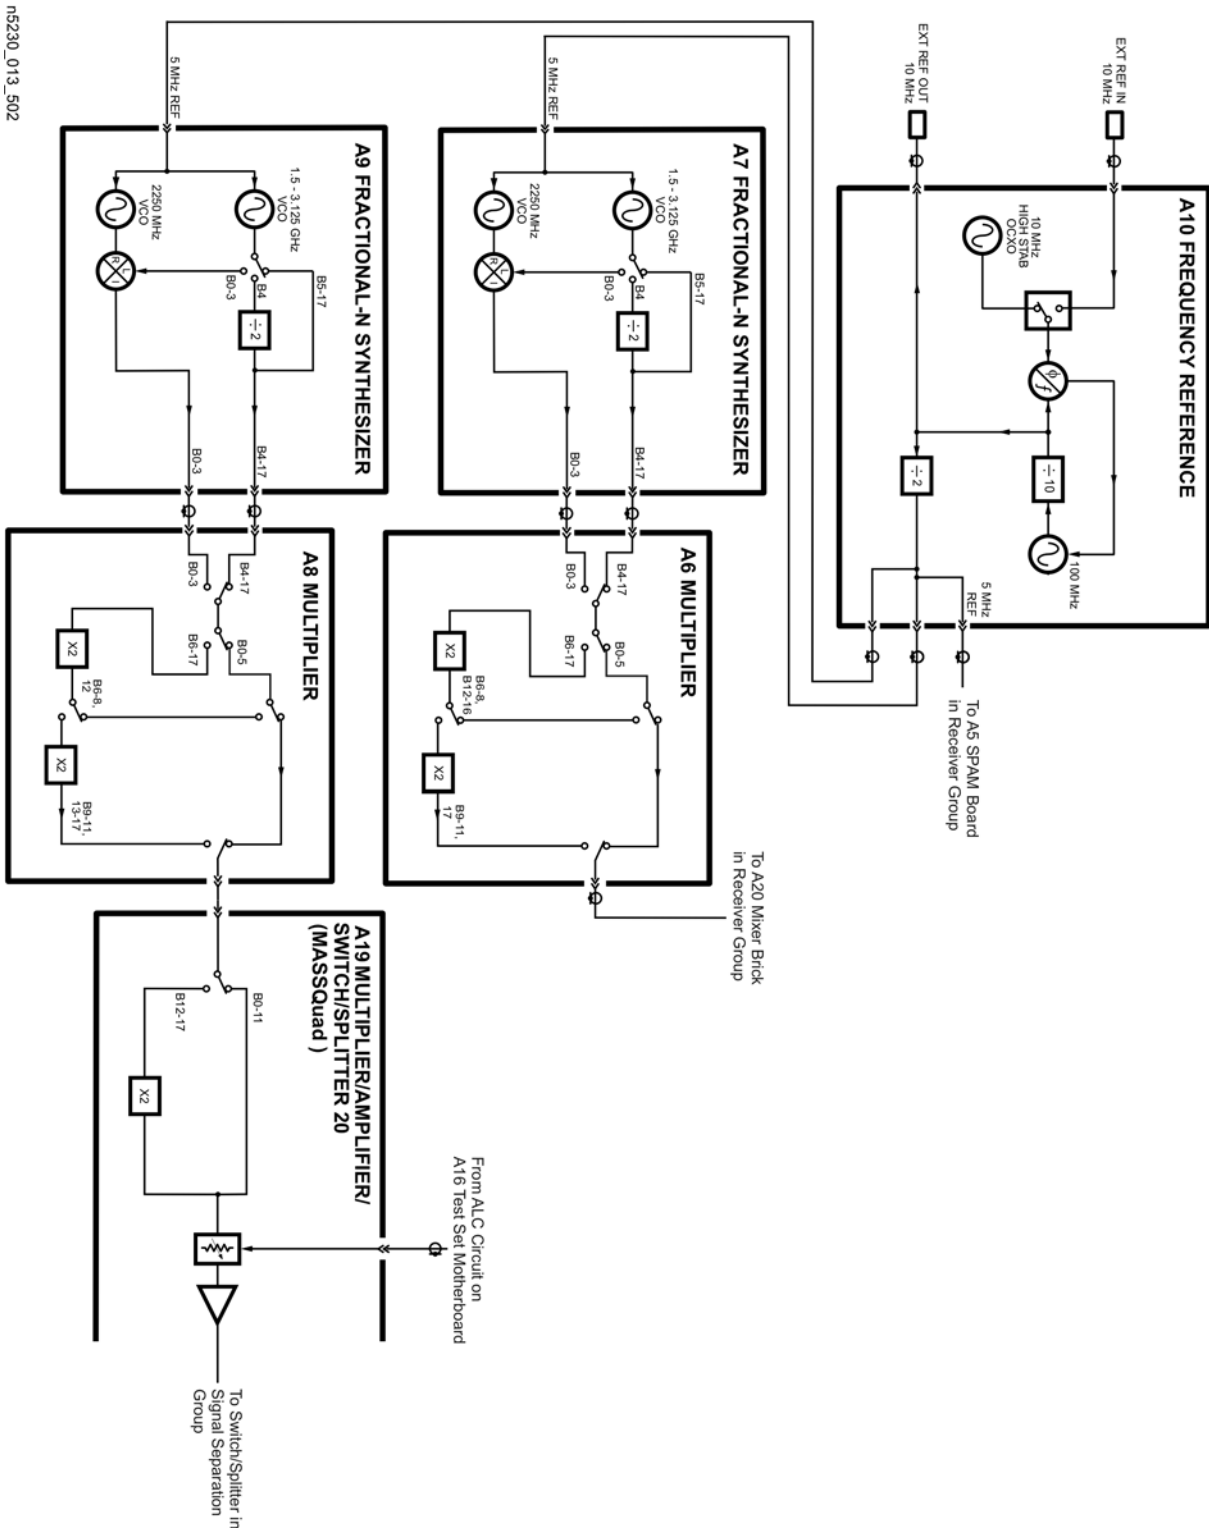 n5230_013_502
EXT REF IN
10 MHz
EXT REF OUT
10 MHz
A10 FREQUENCY REFERENCE
10 MHz
HIGH STAB
OCXO
ϕ
f
÷ 10
÷ 2
100 MHz
5 MHz
REF
To A5 SPAM Board
in Receiver Group
5 MHz REF
A7 FRACTIONAL-N SYNTHESIZER
1.5 - 3.125 GHz
VCO
2250 MHz
VCO
L
R
I
B5-17
B4
B0-3
÷ 2
B4-17
B0-3
A6 MULTIPLIER
B4-17
B0-3
B0-5
B6-17
X2
B6-8,
B12-16
X2
B9-11,
17
To A20 Mixer Brick
in Receiver Group
5 MHz REF
A9 FRACTIONAL-N SYNTHESIZER
1.5 - 3.125 GHz
VCO
2250 MHz
VCO
L
R
I
B5-17
B4
B0-3
÷ 2
B4-17
B0-3
A8 MULTIPLIER
B4-17
B0-3
B0-5
B6-17
X2
B6-8,
12
X2
B9-11,
13-17
A19 MULTIPLIER/AMPLIFIER/
SWITCH/SPLITTER 20
(MASSQuad )
B0-11
B12-17
X2
From ALC Circuit on
A16 Test Set Motherboard
To Switch/Splitter in
Signal Separation
Group